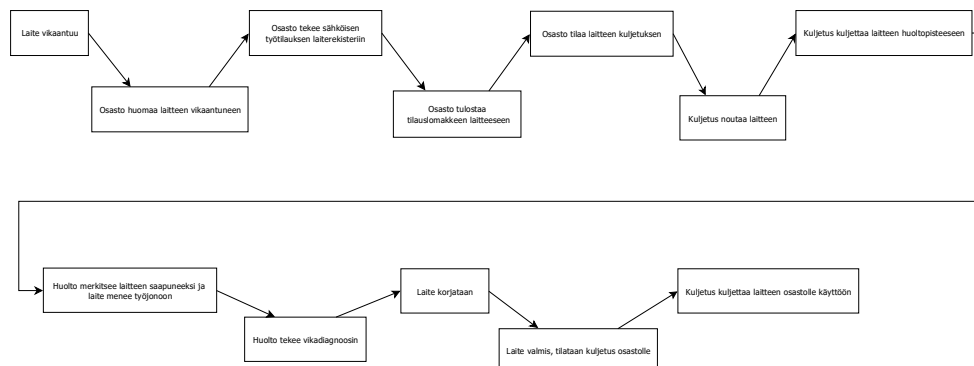 Laite vikaantuu
Osasto huomaa laitteen vikaantuneen
Osasto tekee sähköisen
työtilauksen laiterekisteriin
Osasto tulostaa
tilauslomakkeen laitteeseen
Osasto tilaa laitteen kuljetuksen
Kuljetus noutaa laitteen
Kuljetus kuljettaa laitteen huoltopisteeseen
Huolto merkitsee laitteen saapuneeksi ja
laite menee työjonoon
Huolto tekee vikadiagnoosin
Laite korjataan
Laite valmis, tilataan kuljetus osastolle
Kuljetus kuljettaa laitteen osastolle käyttöön